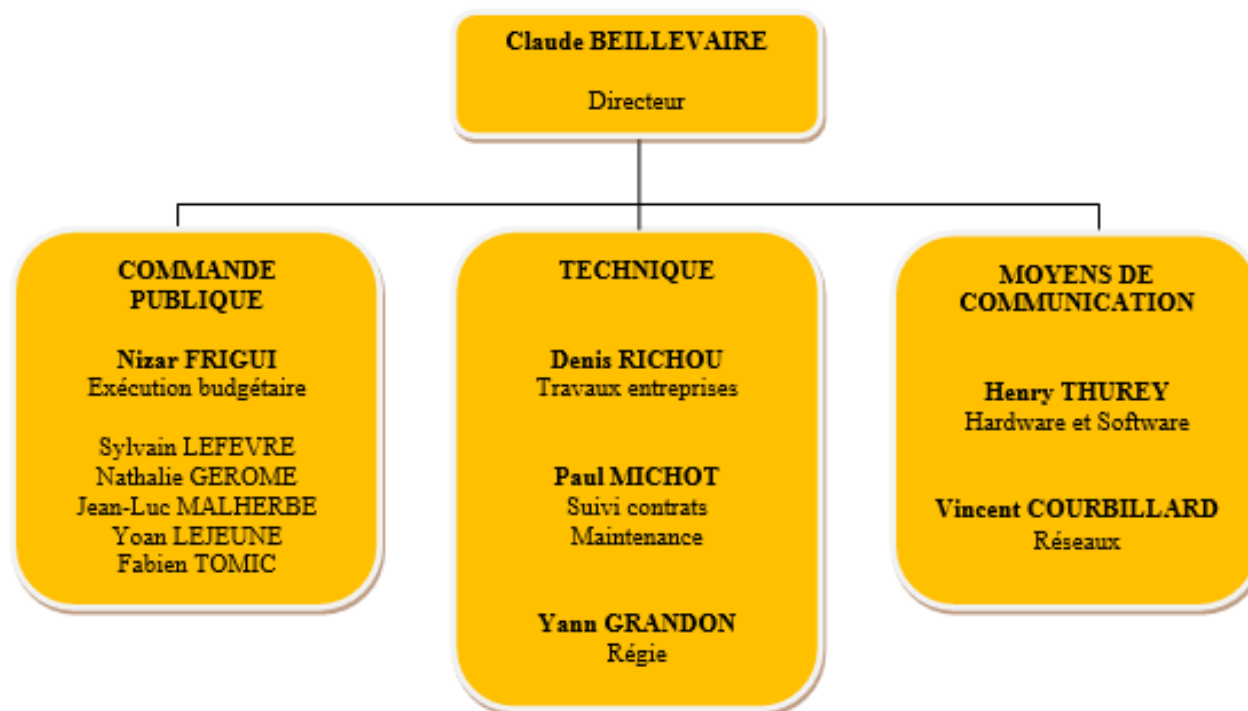 Claude BEILLEVAIRE
Directeur
COMMANDE
PUBLIQUE
Nizar FRIGUI
Exécution budgétaire
Sylvain LEFEVRE
Nathalie GEROME
Jean-Luc MALHERBE
Yoan LEJEUNE
Fabien TOMIC
TECHNIQUE
Denis RICHOU
Travaux entreprises
Paul MICHOT
Suivi contrats
Maintenance
Yann GRANDON
Régie
MOYENS DE
COMMUNICATION
Henry THUREY
Hardware et Software
Vincent COURBILLARD
Réseaux